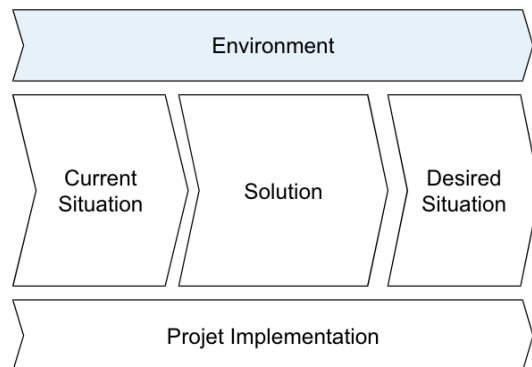 Environment
Current
Situation
Solution
Desired
Situation
Projet Implementation